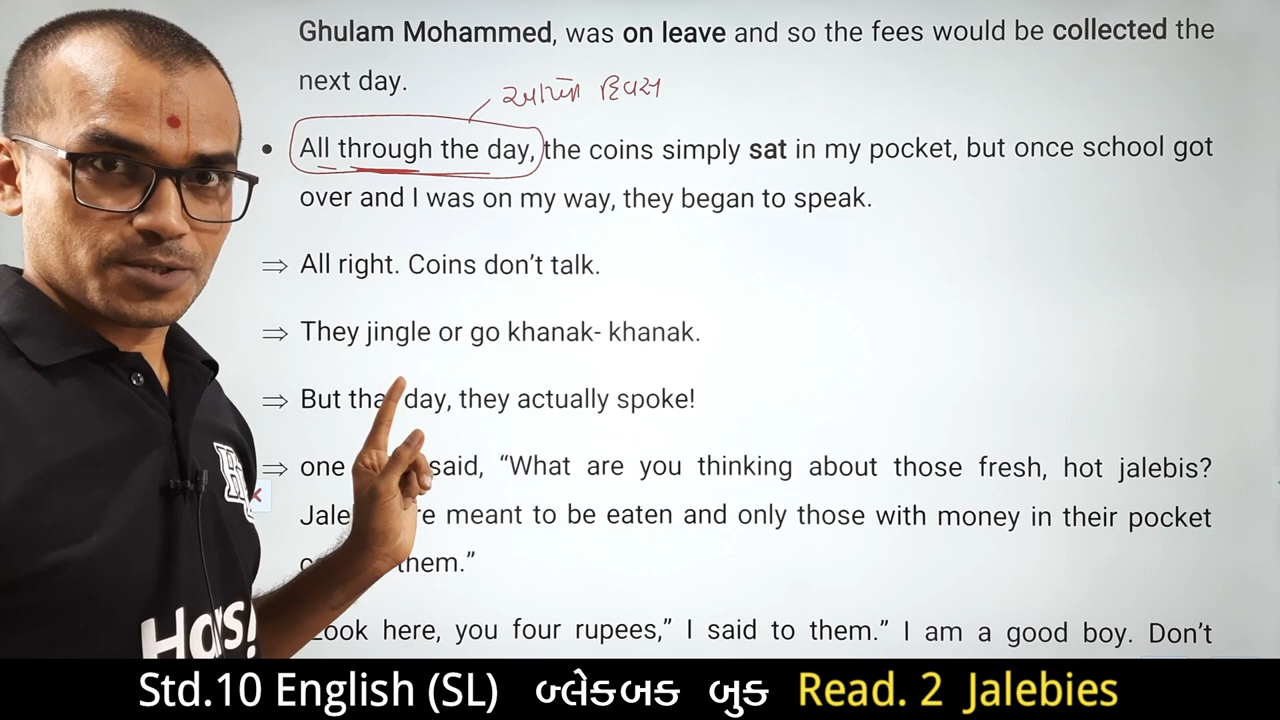 Ghulam Mohammed, was on leave and so the fees would be collected the
next day.
આખો દિવસ
• All through the day, the coins simply sat in my pocket, but once school got
over and I was on my way, they began to speak.
⇒ All right. Coins don’t talk.
⇒ They jingle or go khanak- khanak.
⇒ But that day, they actually spoke!
⇒ one said, “What are you thinking about those fresh, hot jalebis?
meant to be eaten and only those with money in their pocket
them.”
Look here, you four rupees,” I said to them.” I am a good boy. Don’t
Std.10 English (SL) બ્લેકબક બુક Read. 2 Jalebies